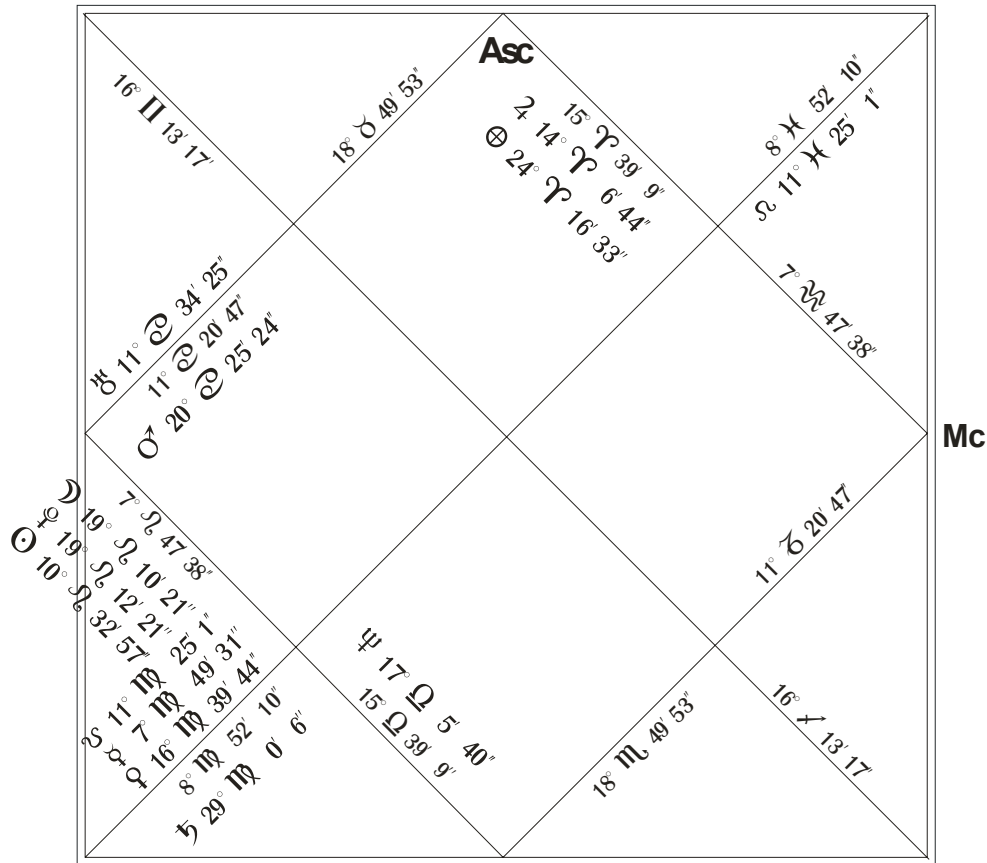 Asc
16° ♊ 13' 17''
18° ♉ 49' 53''
15° ♈ 39' 9''
♃ 14° ♈ 6' 44''
⊗ 24° ♈ 16' 33''
8° ♓ 52' 10''
☊ 11° ♓ 25' 1''
7° ♒ 47' 38''
♅ 11° ♋ 34' 25''
11° ♋ 20' 47''
♂ 20° ♋ 25' 24''
Mc
7° ♌ 47' 38''
☽ 19° ♌ 10' 21''
♀ 19° ♌ 12' 21''
☉ 10° ♌ 32' 57''
☋ 11° ♍ 25' 1''
☿ 7° ♍ 49' 31''
♀ 16° ♍ 39' 44''
8° ♍ 52' 10''
♄ 29° ♍ 0' 6''
♆ 17° ♎ 5' 40''
15° ♎ 39' 9''
11° ♑ 20' 47''
18° ♏ 49' 53''
16° ♐ 13' 17''